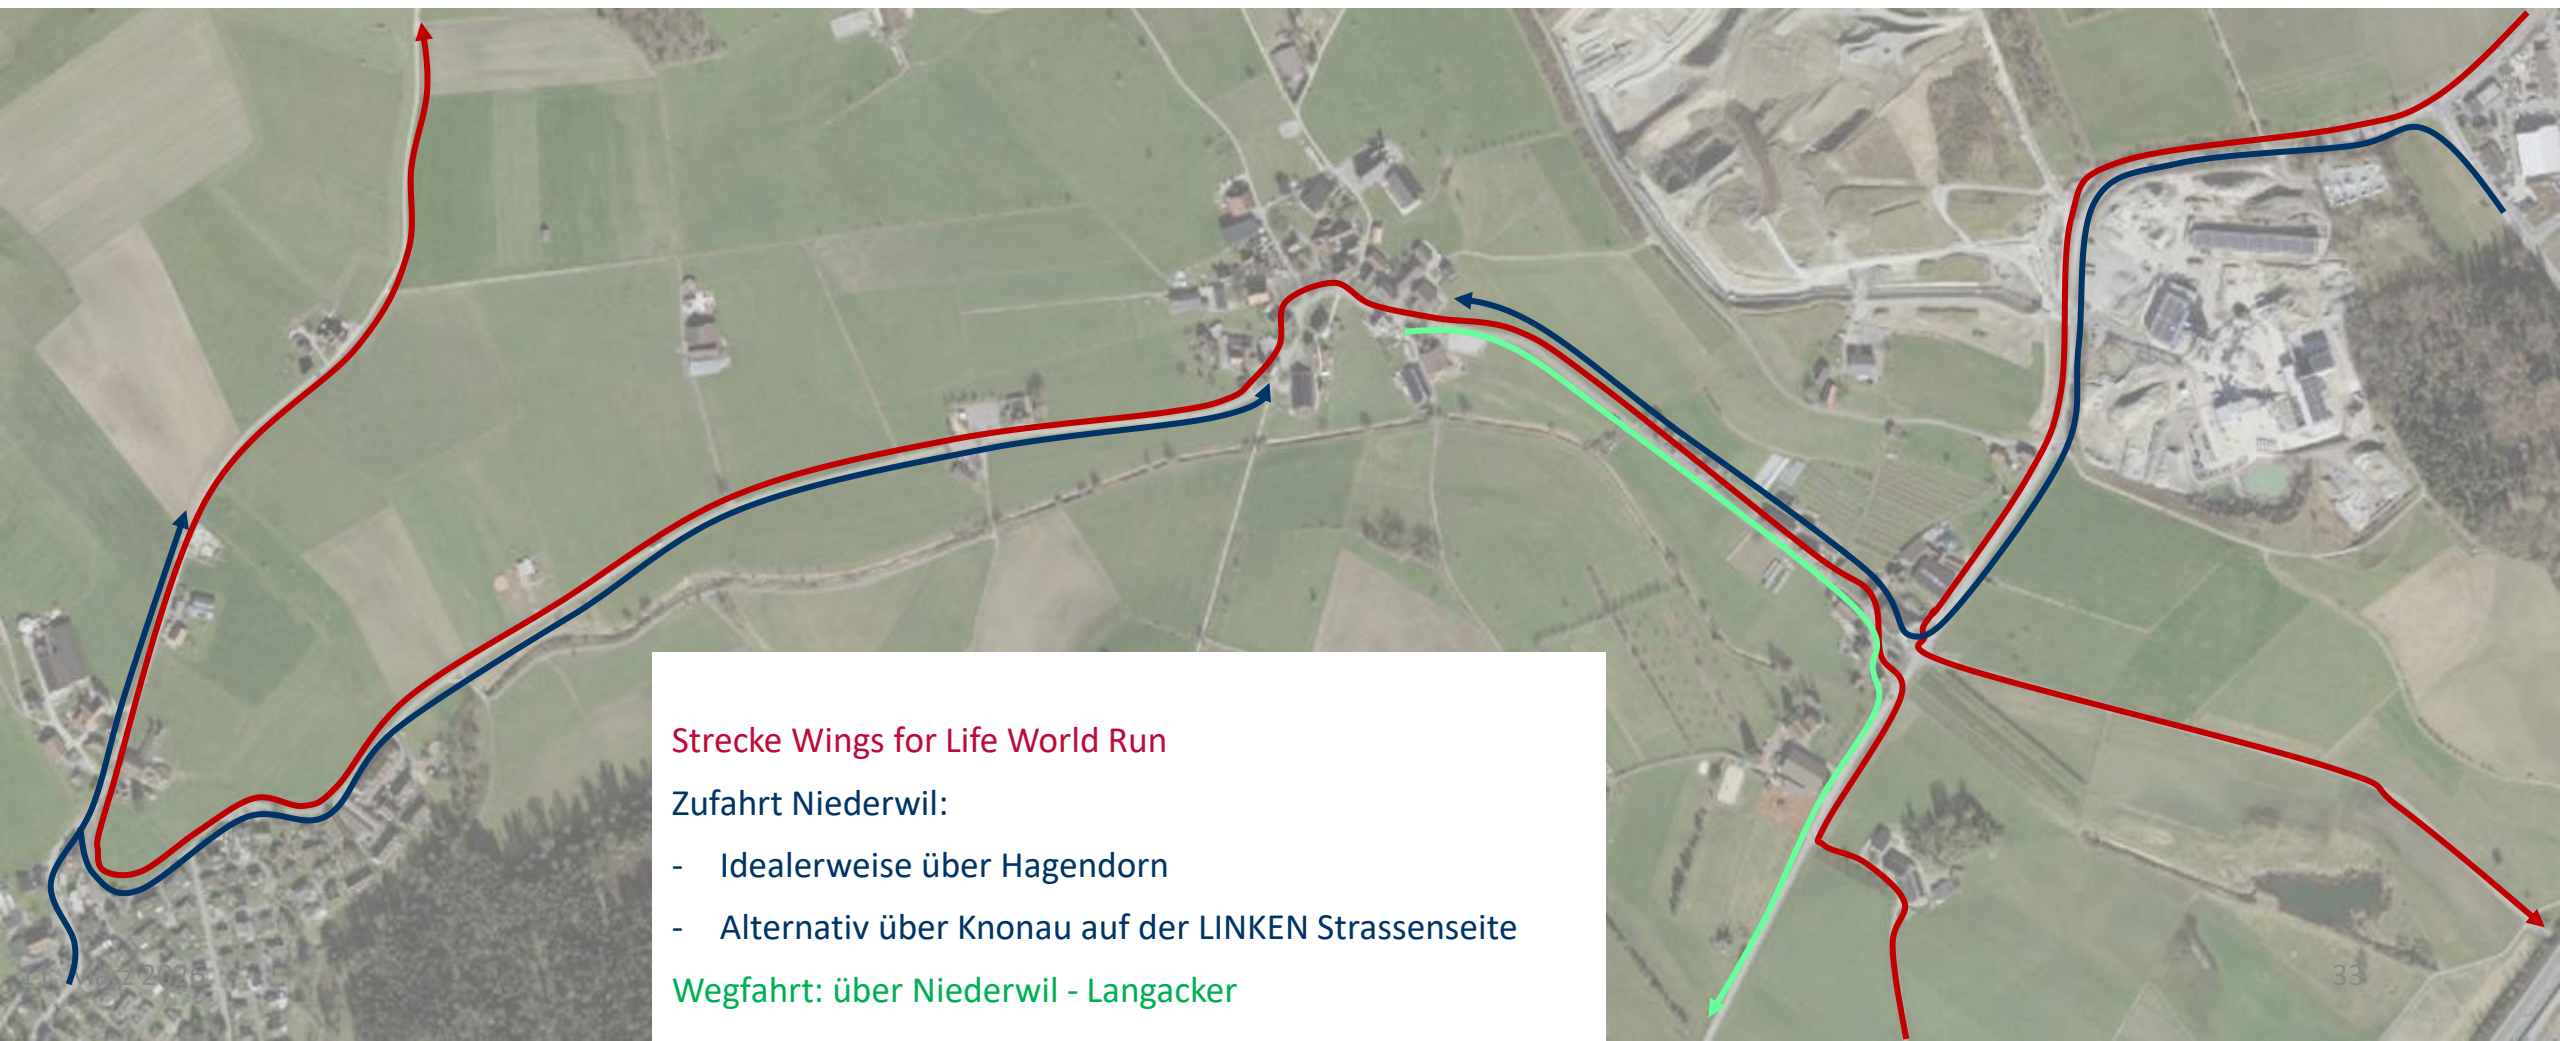 Strecke Wings for Life World Run
Zufahrt Niederwil:
- Idealerweise über Hagendorn
- Alternativ über Knonau auf der LINKEN Strassenseite
Wegfahrt: über Niederwil - Langacker
33